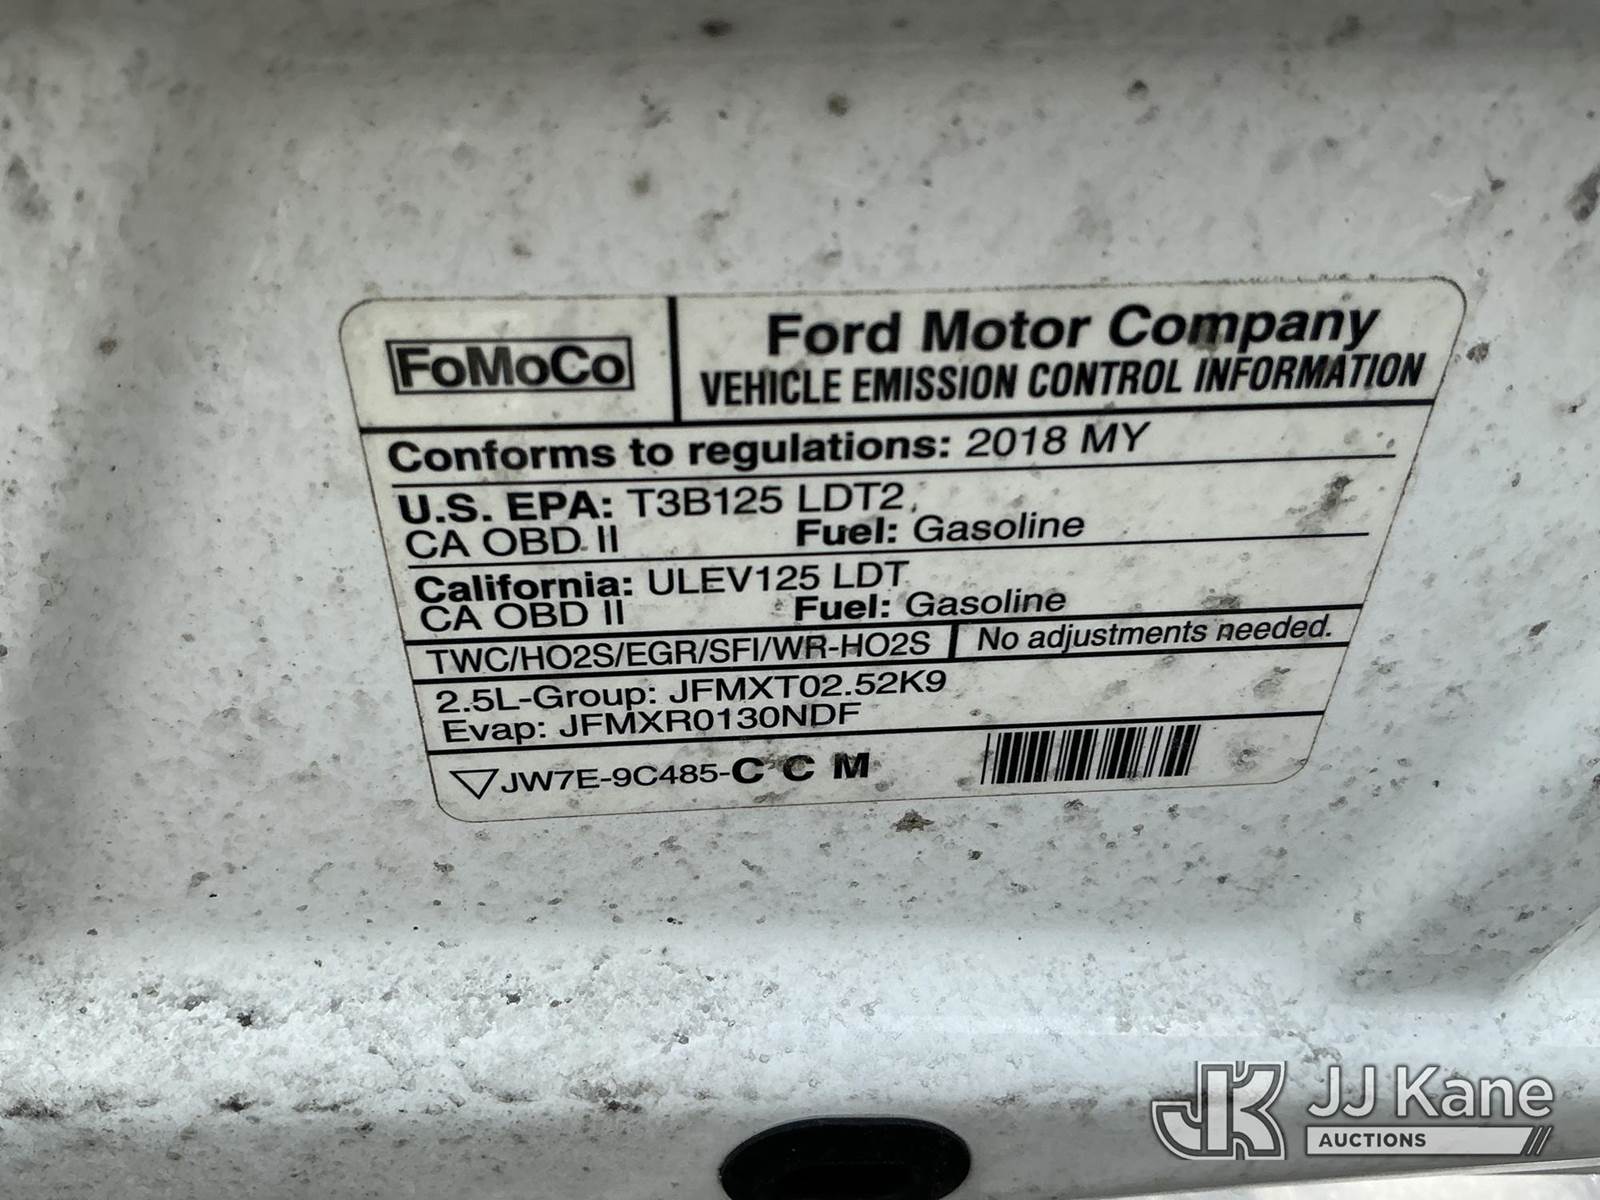 FoMoCo
Ford Motor Company
VEHICLE EMISSION CONTROL INFORMATION
Conforms to regulations: 2018 MY
U.S. EPA: T3B125 LDT2,
CA OBD II Fuel: Gasoline
California: ULEV125 LDT
CA OBD II Fuel: Gasoline
TWC/HO2S/EGR/SFI/WR-HO2S No adjustments needed.
2.5L-Group: JFMXT02.52K9
Evap: JFMXR0130NDF
JW7E-9C485-C C M
JK JJ Kane
AUCTIONS